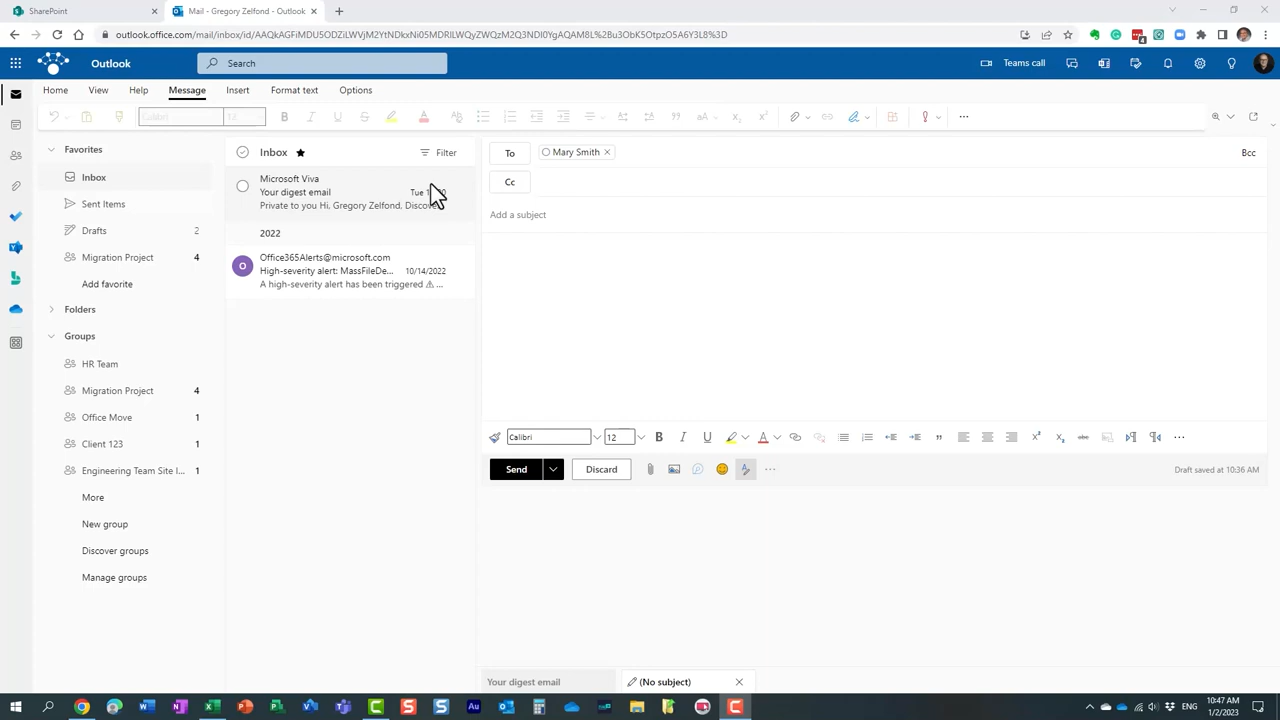 SharePoint
Mail - Gregory Zelfond - Outlook
outlook.office.com/mail/inbox/id/AAQkAGFiMDU5ODZiLWVjM2YtNDkxNi05MDRlLWQyZWQzM2Q3NDI0YgAQAM8L%2Bu3ObK5OtpzO5A6Y3L8%3D
Outlook
Search
Teams call
Home View Help Message Insert Format text Options
Calibri 12
Favorites
Inbox
Sent Items
Drafts 2
Migration Project 4
Add favorite
Folders
Groups
HR Team
Migration Project 4
Office Move 1
Client 123 1
Engineering Team Site I... 1
More
New group
Discover groups
Manage groups
Inbox Filter
Microsoft Viva
Your digest email Tue
Private to you Hi, Gregory Zelfond,
2022
O Office365Alerts@microsoft.com
High-severity alert: MassFileDe... 10/14/2022
A high-severity alert has been triggered ⚠ ...
To Mary Smith Bcc
Cc
Add a subject
Calibri 12
Send Discard Draft saved at 10:36 AM
Your digest email (No subject)
10:47 AM
1/2/2023